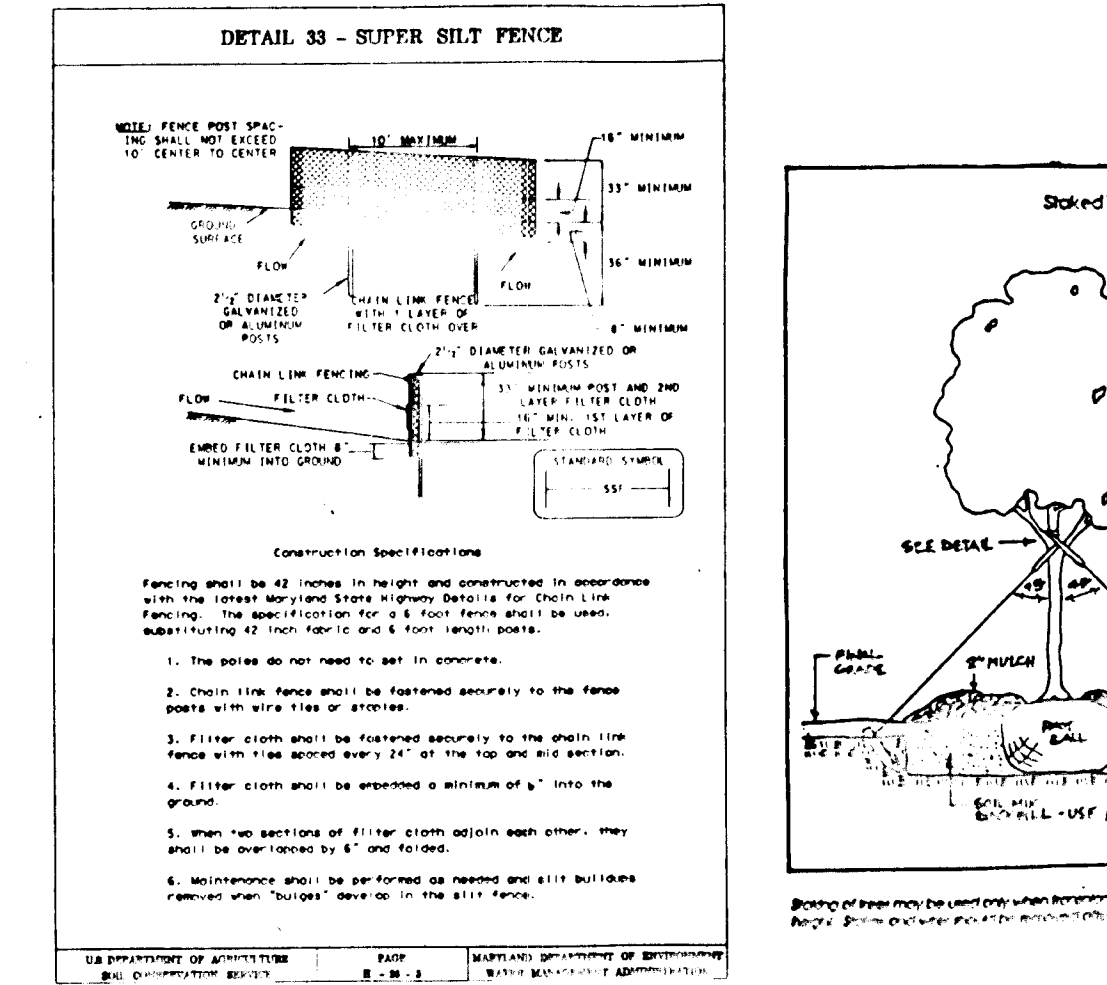 DETAIL 33 - SUPER SILT FENCE
NOTE: FENCE POST SPAC-
ING SHALL NOT EXCEED
10' CENTER TO CENTER
10' MAXIMUM
16" MINIMUM
33" MINIMUM
GROUND
SURFACE
FLOW
FLOW
36" MINIMUM
2 1/2" DIAMETER
GALVANIZED
OR ALUMINUM
POSTS
CHAIN LINK FENCE
WITH 1 LAYER OF
FILTER CLOTH OVER
8" MINIMUM
2 1/2" DIAMETER GALVANIZED OR
ALUMINUM POSTS
CHAIN LINK FENCING
FLOW
FILTER CLOTH
33" MINIMUM POST AND 2ND
LAYER FILTER CLOTH
16" MIN. 1ST LAYER OF
FILTER CLOTH
EMBED FILTER CLOTH 8"
MINIMUM INTO GROUND
STANDARD SYMBOL
SSF
Construction Specifications
Fencing shall be 42 inches in height and constructed in accordance
with the latest Maryland State Highway Details for Chain Link
Fencing. The specification for a 6 foot fence shall be used,
substituting 42 inch fabric and 6 foot length posts.
1. The poles do not need to set in concrete.
2. Chain link fence shall be fastened securely to the fence
posts with wire ties or staples.
3. Filter cloth shall be fastened securely to the chain link
fence with ties spaced every 24" at the top and mid section.
4. Filter cloth shall be embedded a minimum of 8" into the
ground.
5. When two sections of filter cloth adjoin each other, they
shall be overlapped by 6" and folded.
6. Maintenance shall be performed as needed and silt buildups
removed when "bulges" develop in the silt fence.
U.S. DEPARTMENT OF AGRICULTURE
SOIL CONSERVATION SERVICE
PAGE
MARYLAND DEPARTMENT OF ENVIRONMENT
WATER MANAGEMENT ADMINISTRATION
Staked
SEE DETAIL
45°
FINAL
GRADE
2" MULCH
ROOT
BALL
SOIL MIX
BACKFILL - USE
Staking of trees may be used only when
height.